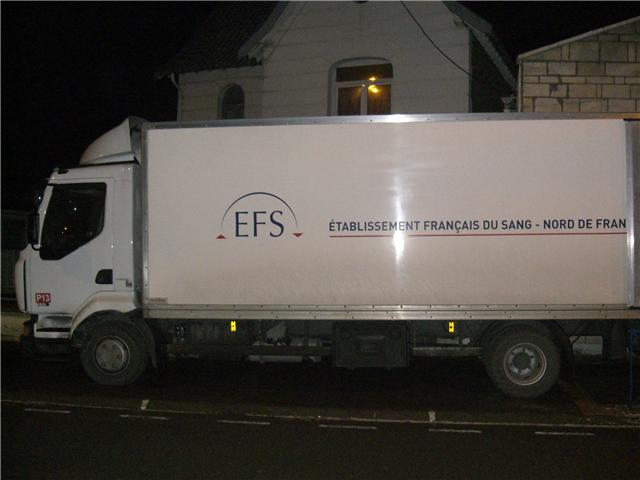 EFS
ÉTABLISSEMENT FRANÇAIS DU SANG - NORD DE FRAN
P13